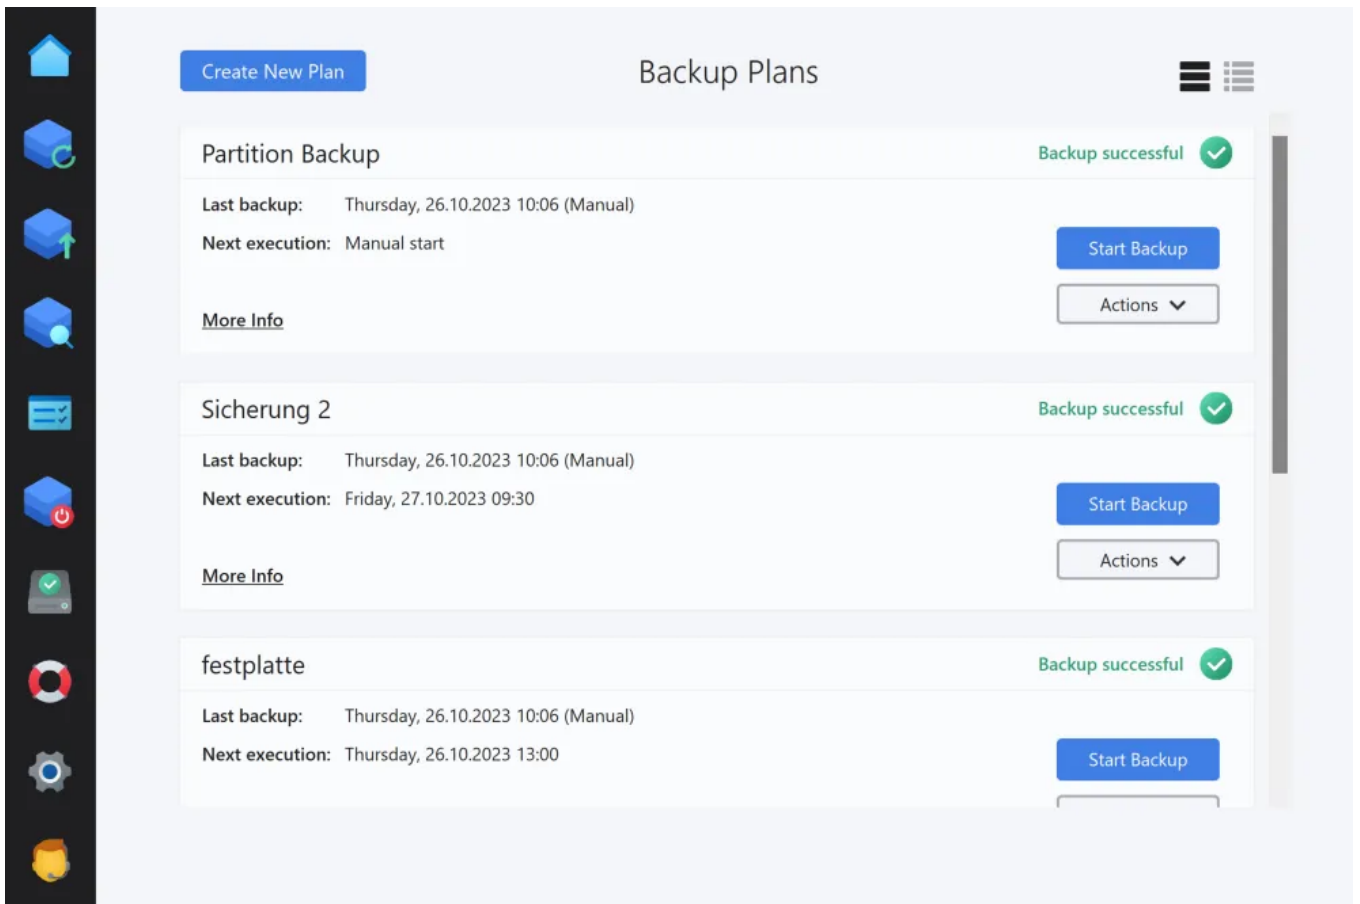 Create New Plan
Backup Plans
Partition Backup
Backup successful
Last backup: Thursday, 26.10.2023 10:06 (Manual)
Next execution: Manual start
Start Backup
Actions
More Info
Sicherung 2
Backup successful
Last backup: Thursday, 26.10.2023 10:06 (Manual)
Next execution: Friday, 27.10.2023 09:30
Start Backup
Actions
More Info
festplatte
Backup successful
Last backup: Thursday, 26.10.2023 10:06 (Manual)
Next execution: Thursday, 26.10.2023 13:00
Start Backup